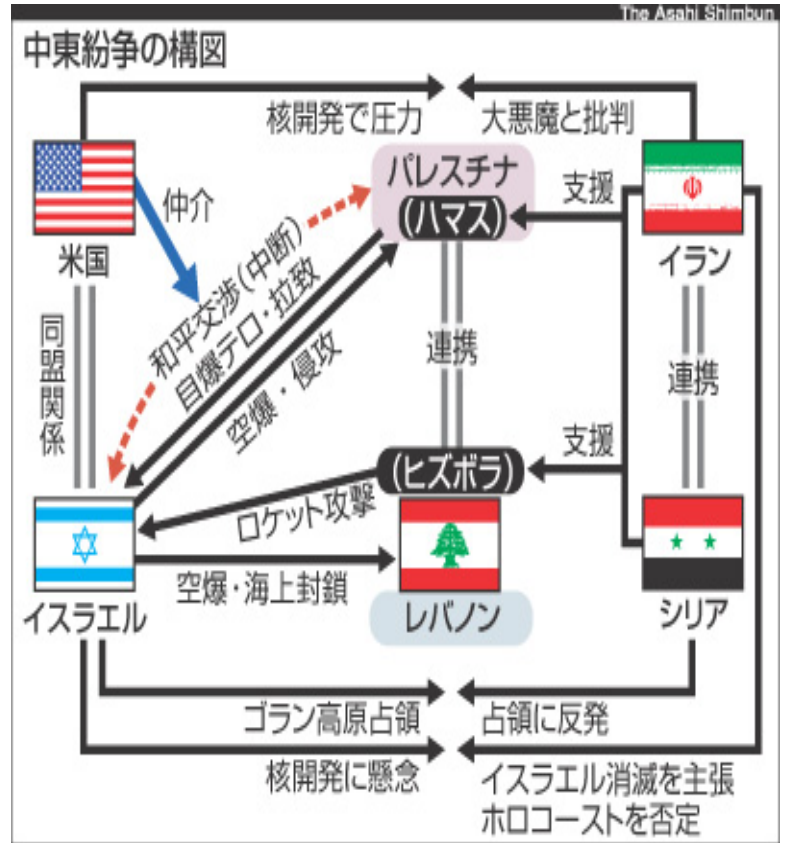 The Asahi Shimbun
中東紛争の構図
核開発で圧力
大悪魔と批判
米国
仲介
パレスチナ
(ハマス)
支援
イラン
和平交渉(中断)
自爆テロ・拉致
空爆・侵攻
同盟関係
連携
連携
(ヒズボラ)
支援
ロケット攻撃
空爆・海上封鎖
イスラエル
レバノン
シリア
ゴラン高原占領
占領に反発
核開発に懸念
イスラエル消滅を主張
ホロコーストを否定